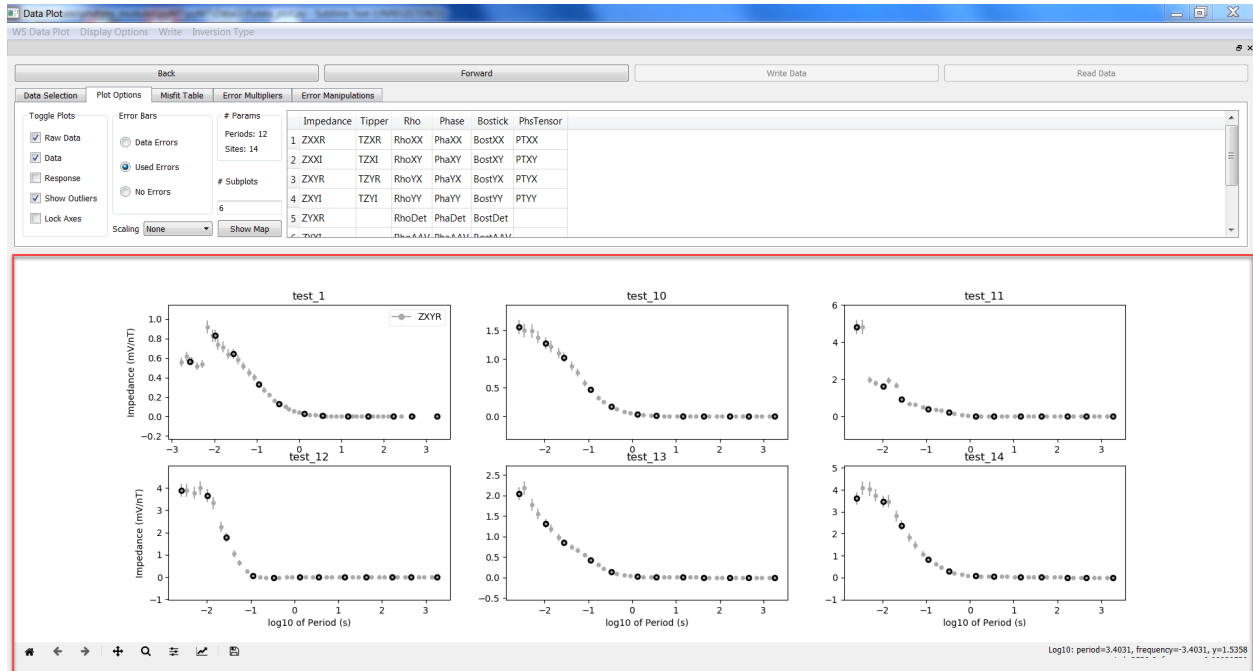 Data Plot
WS Data Plot Display Options Write Inversion Type
Back Forward Write Data Read Data
Data Selection Plot Options Misfit Table Error Multipliers Error Manipulations
Toggle Plots Error Bars # Params
Impedance Tipper Rho Phase Bostick PhsTensor
Raw Data Data Errors Periods: 12
1 ZXXR TZXR RhoXX PhaXX BostXX PTXX
Sites: 14
Data
2 ZXXI TZXI RhoXY PhaXY BostXY PTXY
Used Errors
Response # Subplots
3 ZXYR TZYR RhoYX PhaYX BostYX PTYX
No Errors
Show Outliers 6
4 ZXYI TZYI RhoYY PhaYY BostYY PTYY
Lock Axes
5 ZYXR RhoDet PhaDet BostDet
Scaling None Show Map
test_1 test_10 test_11
ZXYR
Impedance (mV/nT)
1.0
0.8
0.6
0.4
0.2
0.0
−0.2
−3 −2 −1 0 1 2 3
1.5
1.0
0.5
0.0
−2 −1 0 1 2 3
6
4
2
0
−2 −1 0 1 2 3
test_12 test_13 test_14
Impedance (mV/nT)
4
3
2
1
0
−1
−2 −1 0 1 2 3
2.5
2.0
1.5
1.0
0.5
0.0
−0.5
−2 −1 0 1 2 3
5
4
3
2
1
0
−1
−2 −1 0 1 2 3
log10 of Period (s) log10 of Period (s) log10 of Period (s)
Log10: period=3.4031, frequency=-3.4031, y=1.5358